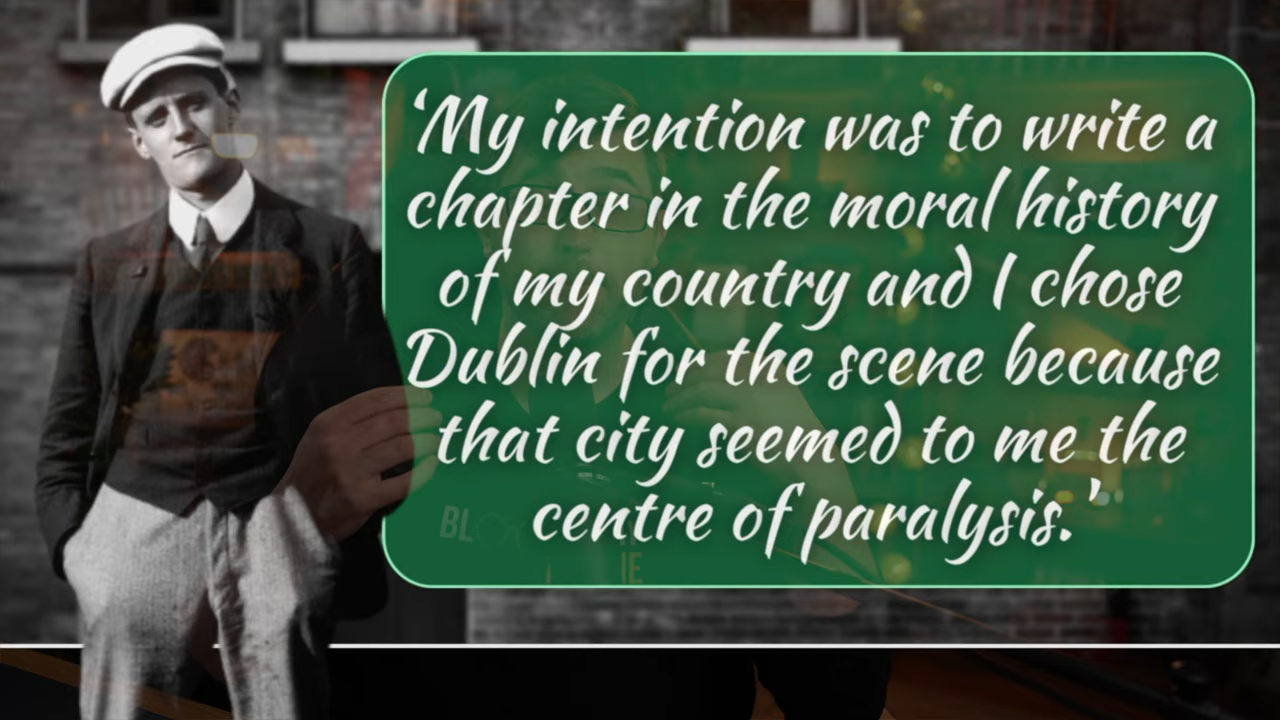 ‘My intention was to write a
chapter in the moral history
of my country and I chose
Dublin for the scene because
that city seemed to me the
centre of paralysis.’